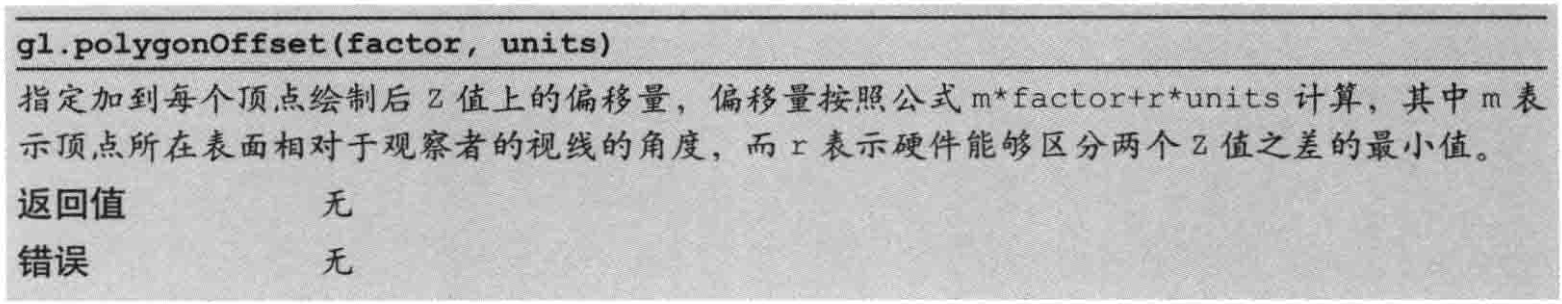 gl.polygonOffset(factor, units)
指定加到每个顶点绘制后 Z 值上的偏移量，偏移量按照公式 m*factor+r*units 计算，其中 m 表
示顶点所在表面相对于观察者的视线的角度，而 r 表示硬件能够区分两个 Z 值之差的最小值。
返回值 无
错误 无